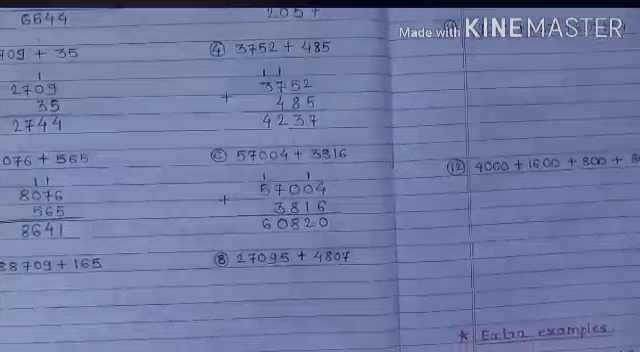 6644
205
Made with KINEMASTER
709 + 35
④ 3752 + 485
1
2709
35
2744
1 1
3752
+ 485
4237
076 + 565
⑥ 57004 + 3816
⑫ 4000 + 1600 + 800 + 8
1 1
8076
565
8641
1 1
57004
+ 3816
60820
88709 + 165
⑧ 27095 + 4807
* Extra examples.